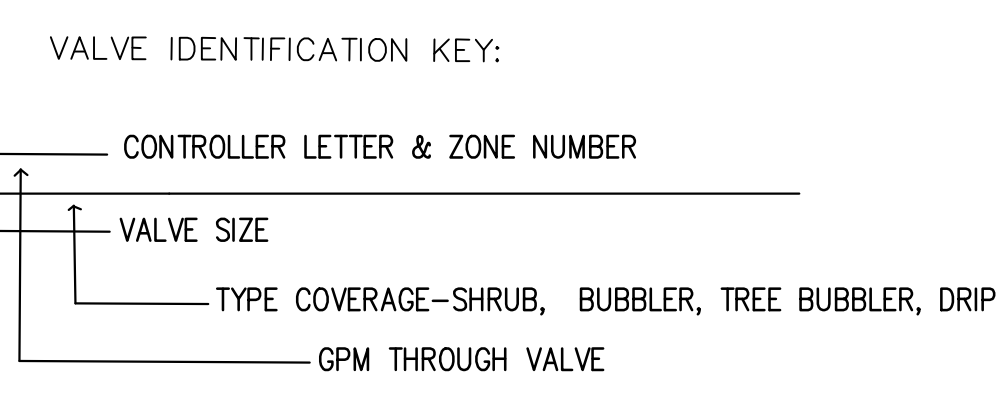 VALVE IDENTIFICATION KEY:
CONTROLLER LETTER & ZONE NUMBER
VALVE SIZE
TYPE COVERAGE-SHRUB, BUBBLER, TREE BUBBLER, DRIP
GPM THROUGH VALVE